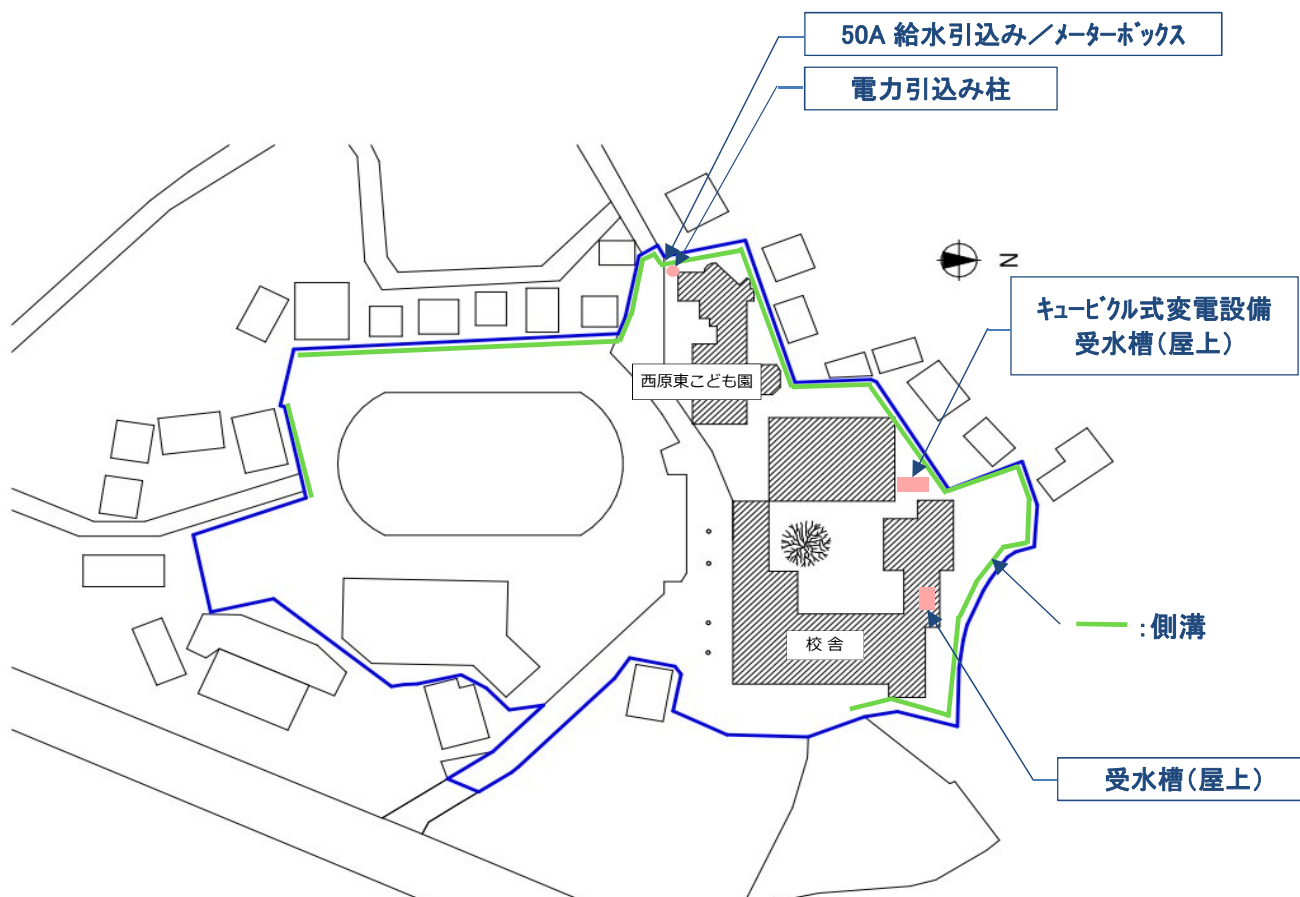 50A 給水引込み／ﾒｰﾀｰﾎﾞｯｸｽ
電力引込み柱
N
ｷｭｰﾋﾞｸﾙ式変電設備
受水槽(屋上)
西原東こども園
：側溝
校 舎
受水槽(屋上)